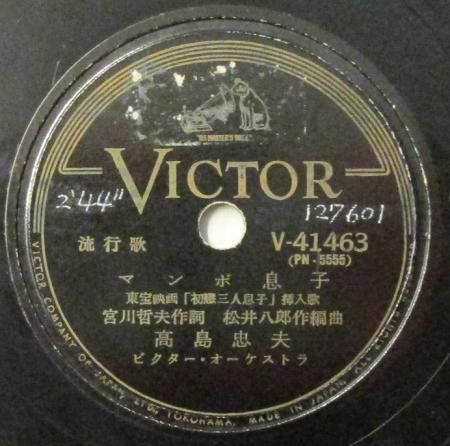 "HIS MASTER'S VOICE"
VICTOR
2'44"
127601
流行歌
V-41463
(PN-5555)
マンボ息子
東宝映画「初戀三人息子」挿入歌
宮川哲夫作詞 松井八郎作編曲
高島忠夫
ビクター・オーケストラ
VICTOR COMPANY OF JAPAN, LTD., YOKOHAMA. MADE IN JAPAN. ALL RIGHTS